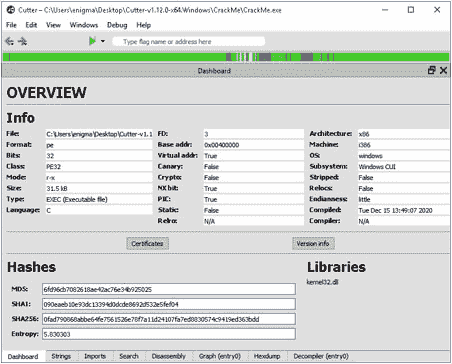 Cutter – C:\Users\enigma\Desktop\Cutter-v1.12.0-x64.Windows\CrackMe\CrackMe.exe
File Edit View Windows Debug Help
Type flag name or address here
Dashboard
OVERVIEW
Info
File: C:\Users\enigma\Desktop\Cutter-v1.1 FD: 3 Architecture: x86
Format: pe Base addr: 0x00400000 Machine: i386
Bits: 32 Virtual addr: True OS: windows
Class: PE32 Canary: False Subsystem: Windows CUI
Mode: r-x Crypto: False Stripped: False
Size: 31.5 kB NX bit: True Relocs: False
Type: EXEC (Executable file) PIC: True Endianness: little
Language: C Static: False Compiled: Tue Dec 15 13:49:07 2020
Relro: N/A Compiler: N/A
Certificates Version info
Hashes Libraries
MD5: 6fd96cb7082618ae42ac76e34b925025 kernel32.dll
SHA1: 090eaeb10e93dc13394d0dcde8692d532e5fef04
SHA256: 0fad790868abbe64fe7561526e78f7a11d24107fa7ed8830574c9419ed363bdd
Entropy: 5.830303
Dashboard Strings Imports Search Disassembly Graph (entry0) Hexdump Decompiler (entry0)